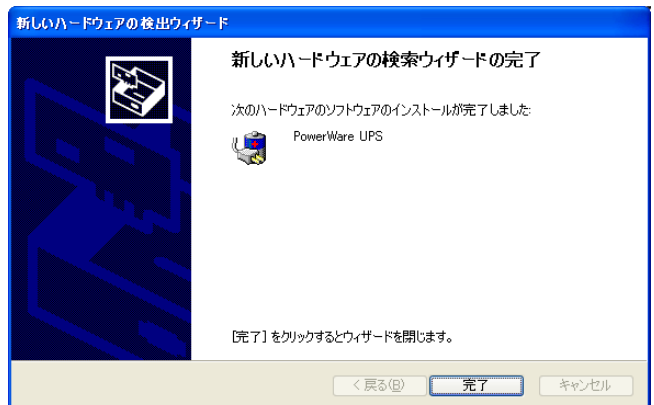 新しいハードウェアの検出ウィザード
新しいハードウェアの検索ウィザードの完了
次のハードウェアのソフトウェアのインストールが完了しました:
PowerWare UPS
[完了] をクリックするとウィザードを閉じます。
< 戻る(B)
完了
キャンセル